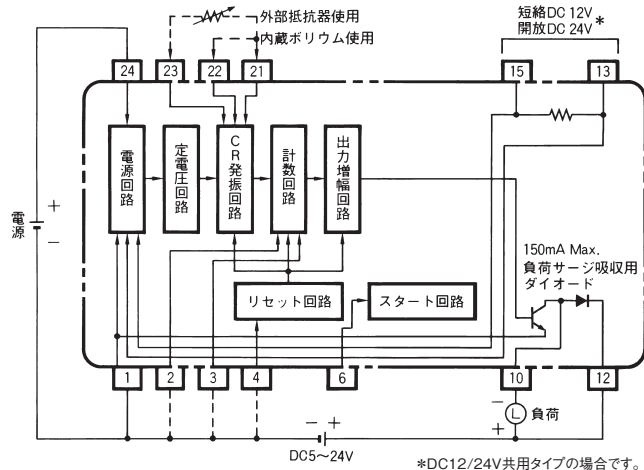 外部抵抗器使用
内蔵ボリウム使用
短絡DC 12V
開放DC 24V*
24
23
22
21
15
13
電源回路
定電圧回路
CR発振回路
計数回路
出力増幅回路
電源
+
−
150mA Max.
負荷サージ吸収用
ダイオード
リセット回路
スタート回路
1
2
3
4
6
10
12
−
L 負荷
+
− +
DC5～24V
*DC12/24V共用タイプの場合です。